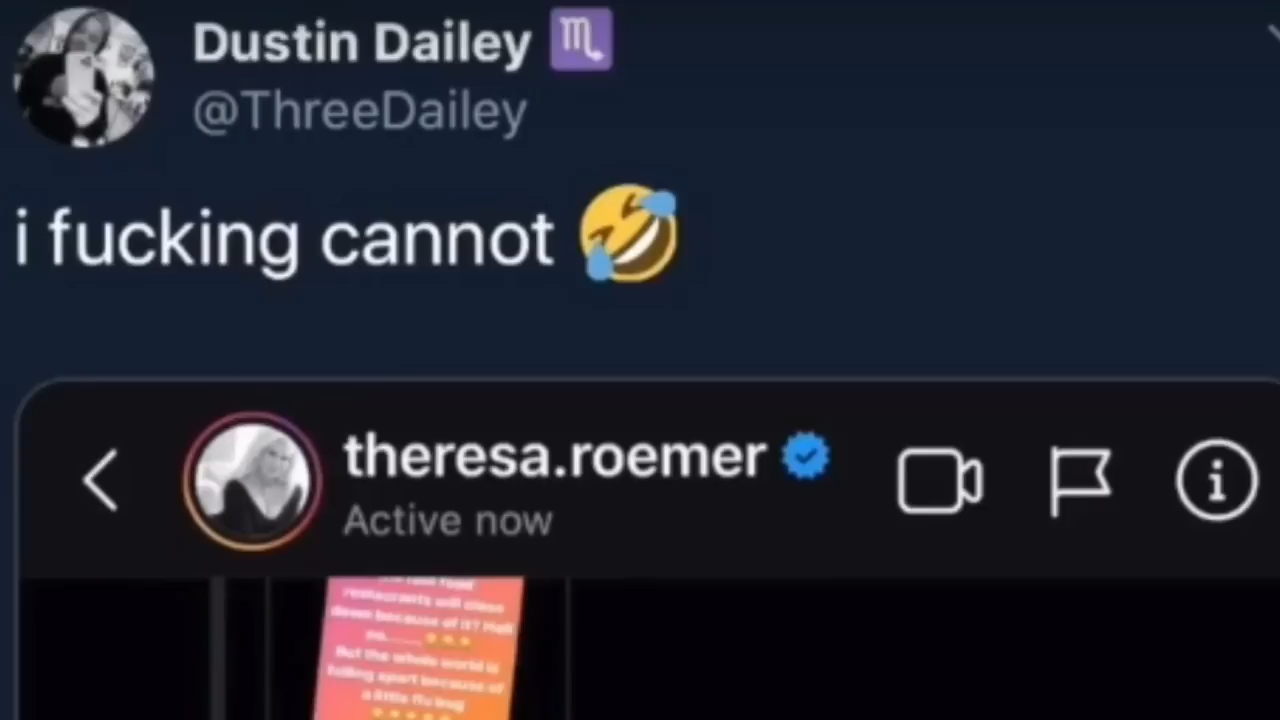 Dustin Dailey
@ThreeDailey
i fucking cannot
theresa.roemer
Active now
restaurants will close
down because of it? Hell
no.......
But the whole world is
falling apart because of
a little flu bug